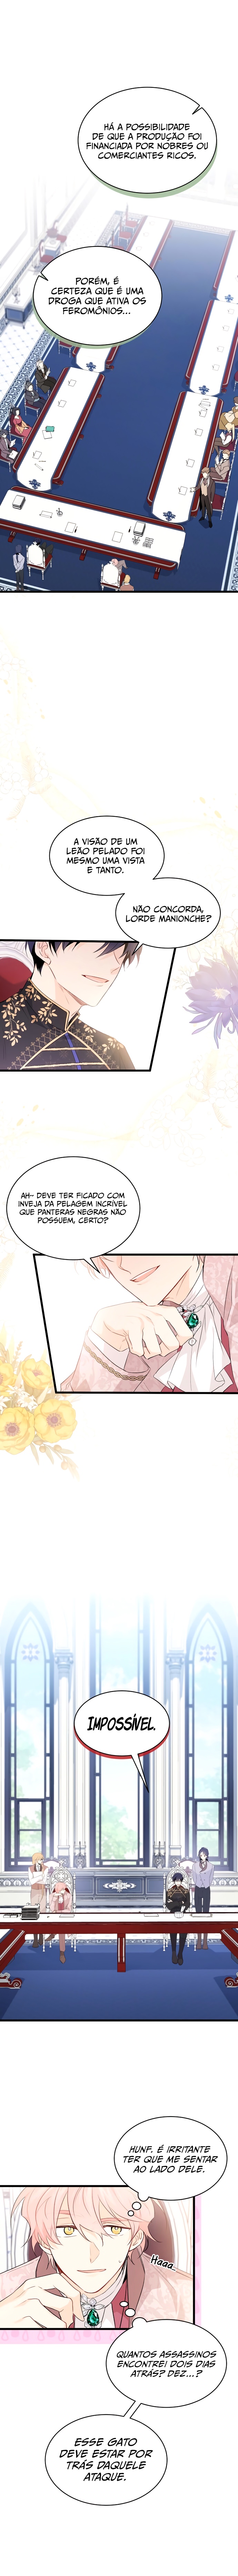 HÁ A POSSIBILIDADE
DE QUE A PRODUÇÃO FOI
FINANCIADA POR NOBRES OU
COMERCIANTES RICOS.
PORÉM, É
CERTEZA QUE É UMA
DROGA QUE ATIVA OS
FEROMÔNIOS...
A VISÃO DE UM
LEÃO PELADO FOI
MESMO UMA VISTA
E TANTO.
NÃO CONCORDA,
LORDE MANIONCHE?
AH- DEVE TER FICADO COM
INVEJA DA PELAGEM INCRÍVEL
QUE PANTERAS NEGRAS NÃO
POSSUEM, CERTO?
IMPOSSÍVEL.
HUNF. É IRRITANTE
TER QUE ME SENTAR
AO LADO DELE.
Haaa...
QUANTOS ASSASSINOS
ENCONTREI DOIS DIAS
ATRÁS? DEZ...?
ESSE GATO
DEVE ESTAR POR
TRÁS DAQUELE
ATAQUE.